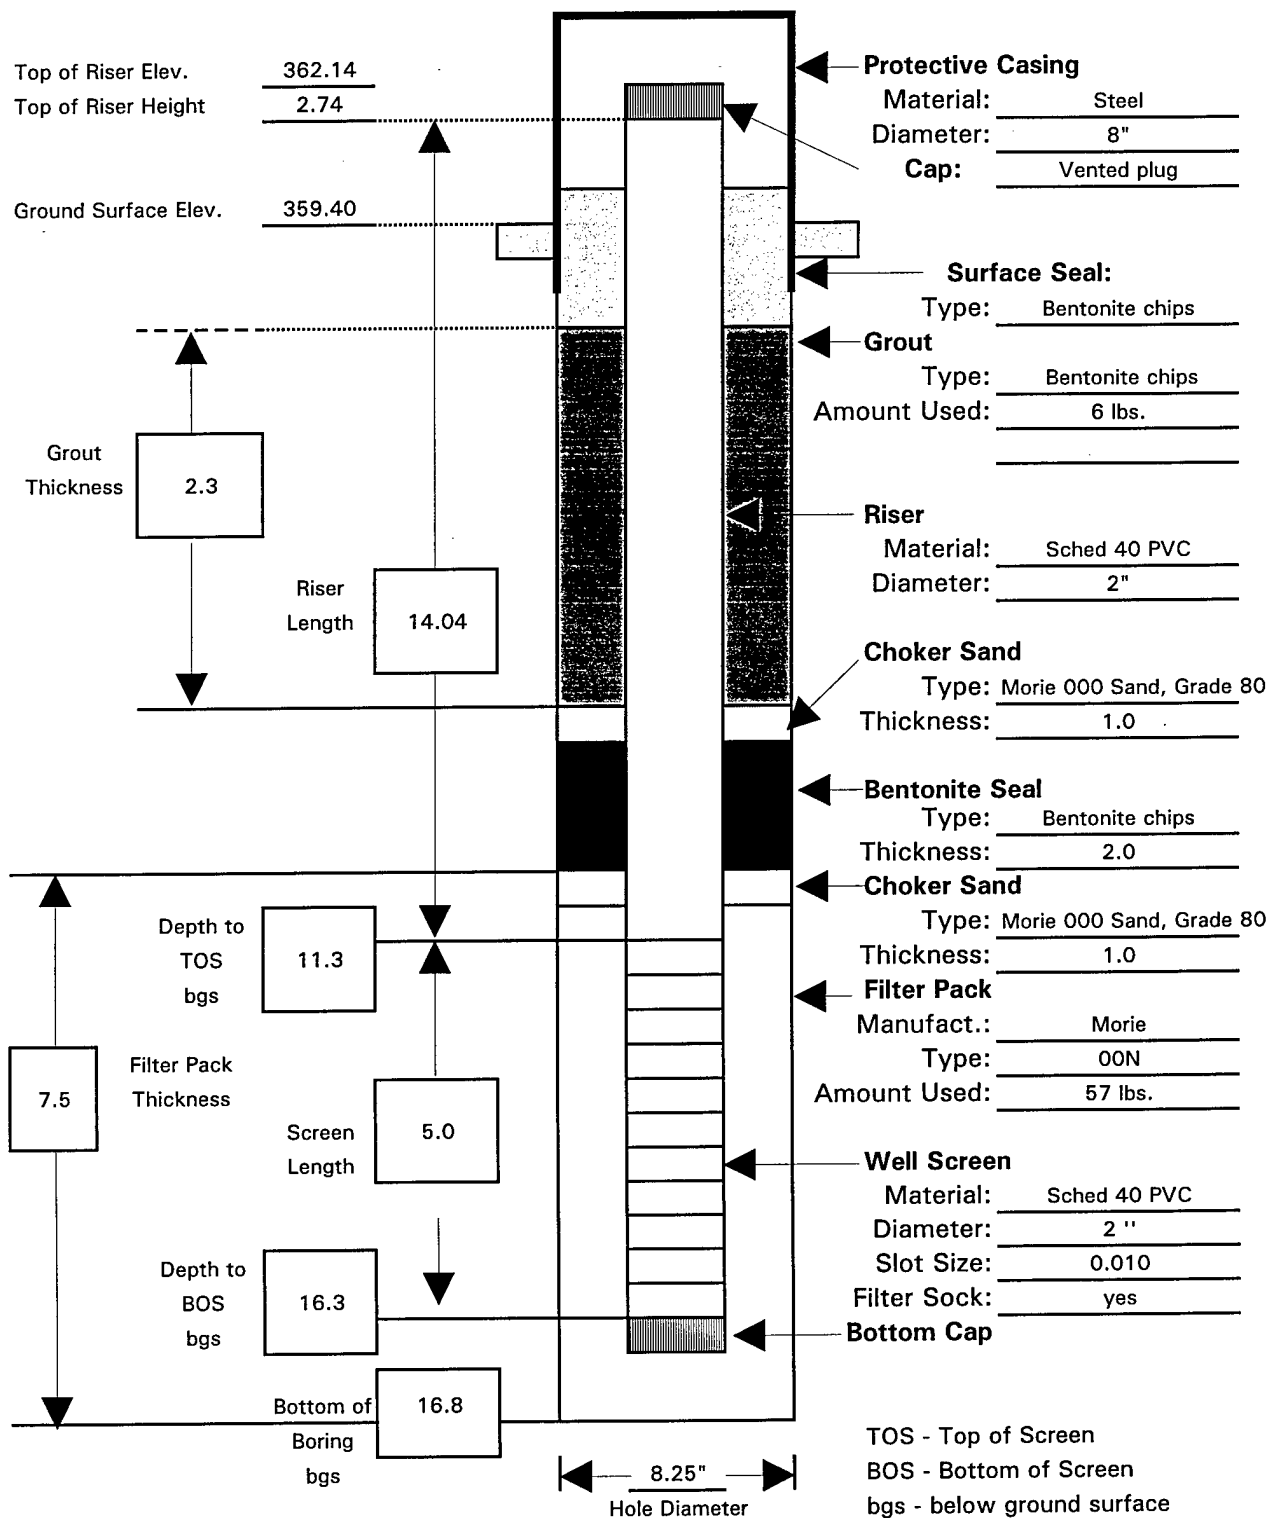 Top of Riser Elev. 362.14
Top of Riser Height 2.74
Ground Surface Elev. 359.40
Grout
Thickness
2.3
Riser
Length
14.04
Depth to
TOS
bgs
11.3
Filter Pack
Thickness
7.5
Screen
Length
5.0
Depth to
BOS
bgs
16.3
Bottom of
Boring
bgs
16.8
8.25"
Hole Diameter
Protective Casing
Material: Steel
Diameter: 8"
Cap: Vented plug
Surface Seal:
Type: Bentonite chips
Grout
Type: Bentonite chips
Amount Used: 6 lbs.
Riser
Material: Sched 40 PVC
Diameter: 2"
Choker Sand
Type: Morie 000 Sand, Grade 80
Thickness: 1.0
Bentonite Seal
Type: Bentonite chips
Thickness: 2.0
Choker Sand
Type: Morie 000 Sand, Grade 80
Thickness: 1.0
Filter Pack
Manufact.: Morie
Type: 00N
Amount Used: 57 lbs.
Well Screen
Material: Sched 40 PVC
Diameter: 2 ''
Slot Size: 0.010
Filter Sock: yes
Bottom Cap
TOS - Top of Screen
BOS - Bottom of Screen
bgs - below ground surface